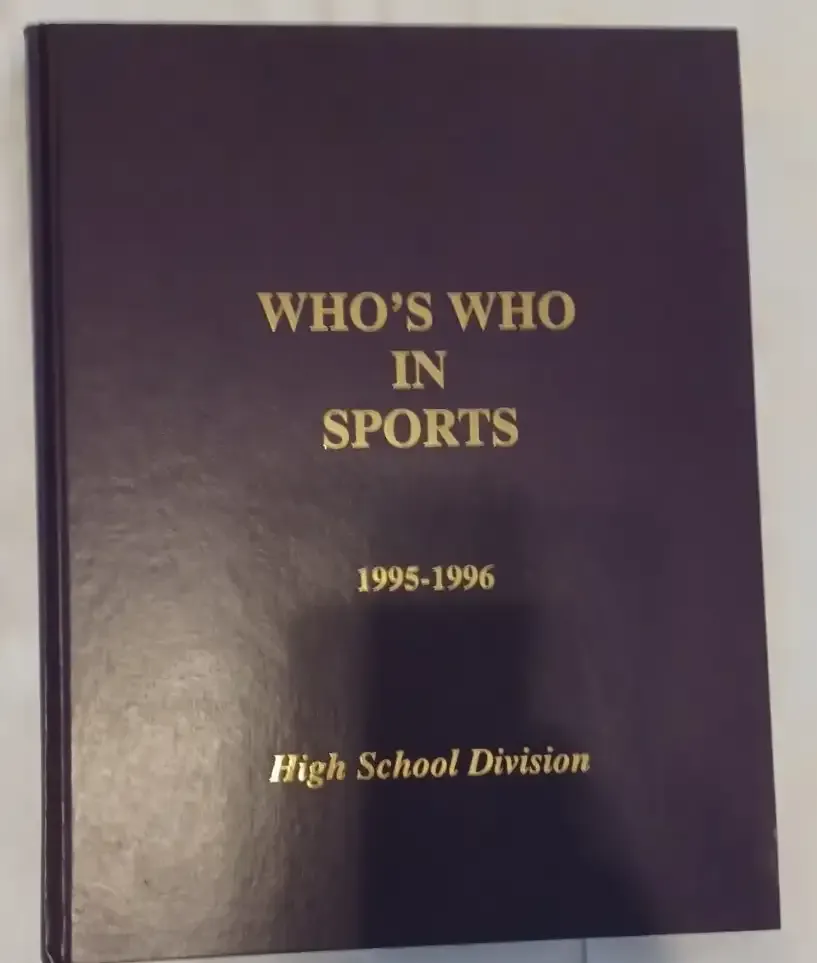 WHO'S WHO
IN
SPORTS
1995-1996
High School Division